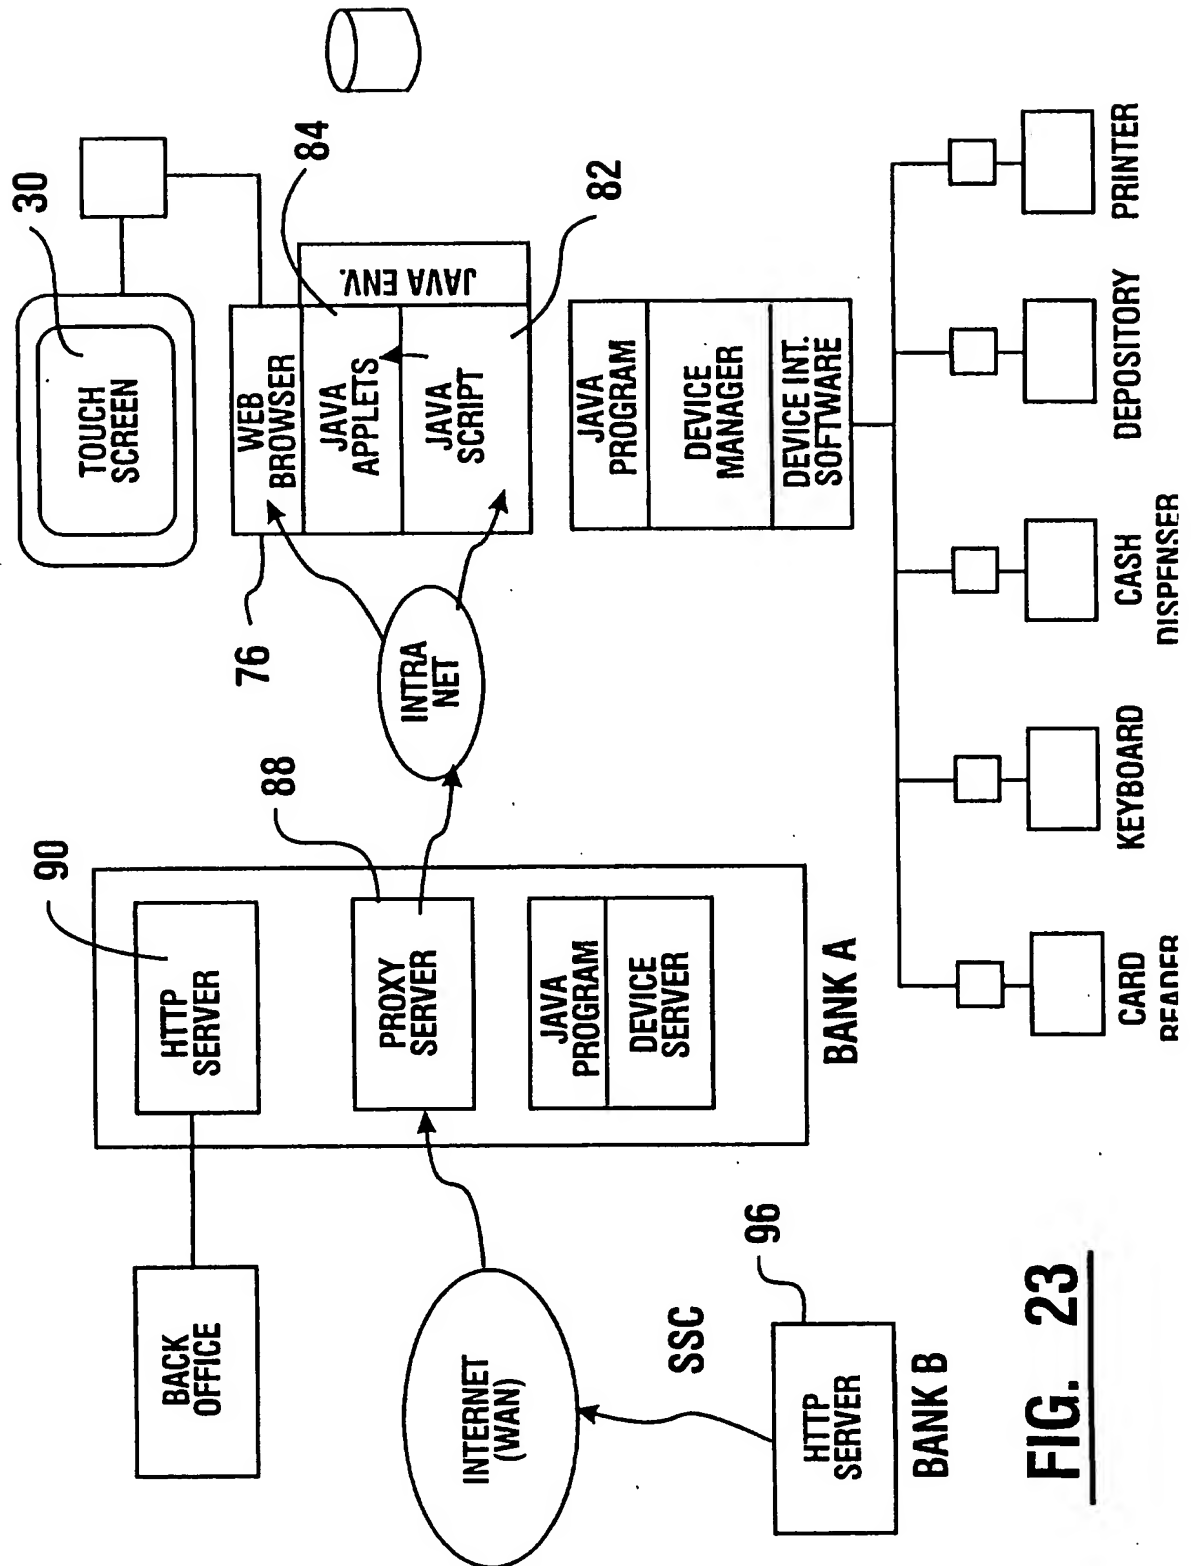 30
TOUCH
SCREEN
84
82
76
WEB
BROWSER
JAVA
APPLETS
JAVA
SCRIPT
JAVA ENV.
INTRA
NET
JAVA
PROGRAM
DEVICE
MANAGER
DEVICE INT.
SOFTWARE
90
88
HTTP
SERVER
PROXY
SERVER
JAVA
PROGRAM
DEVICE
SERVER
BANK A
BACK
OFFICE
INTERNET
(WAN)
SSC
96
HTTP
SERVER
BANK B
CARD
READER
KEYBOARD
CASH
DISPENSER
DEPOSITORY
PRINTER
FIG. 23